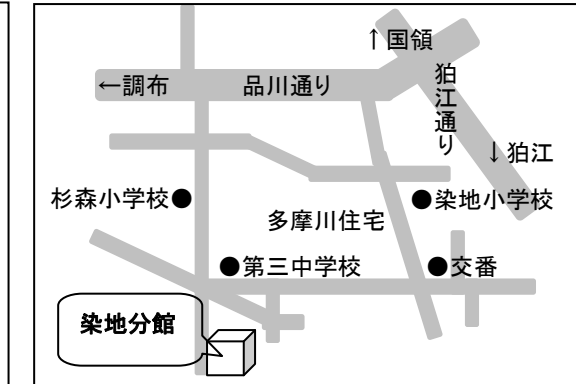 ↑国領
←調布
品川通り
狛江通り
↓狛江
杉森小学校●
●染地小学校
多摩川住宅
●第三中学校
●交番
染地分館